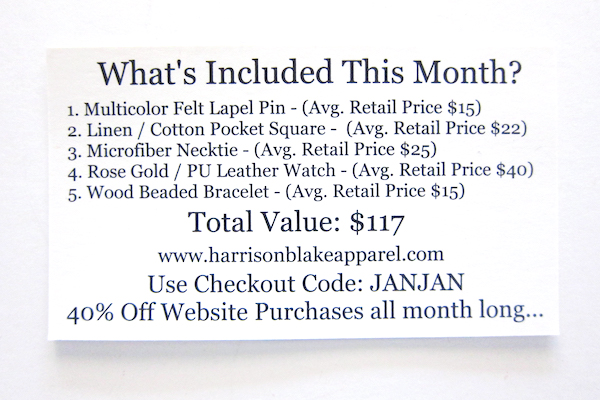 What's Included This Month?
1. Multicolor Felt Lapel Pin - (Avg. Retail Price $15)
2. Linen / Cotton Pocket Square - (Avg. Retail Price $22)
3. Microfiber Necktie - (Avg. Retail Price $25)
4. Rose Gold / PU Leather Watch - (Avg. Retail Price $40)
5. Wood Beaded Bracelet - (Avg. Retail Price $15)
Total Value: $117
www.harrisonblakeapparel.com
Use Checkout Code: JANJAN
40% Off Website Purchases all month long...